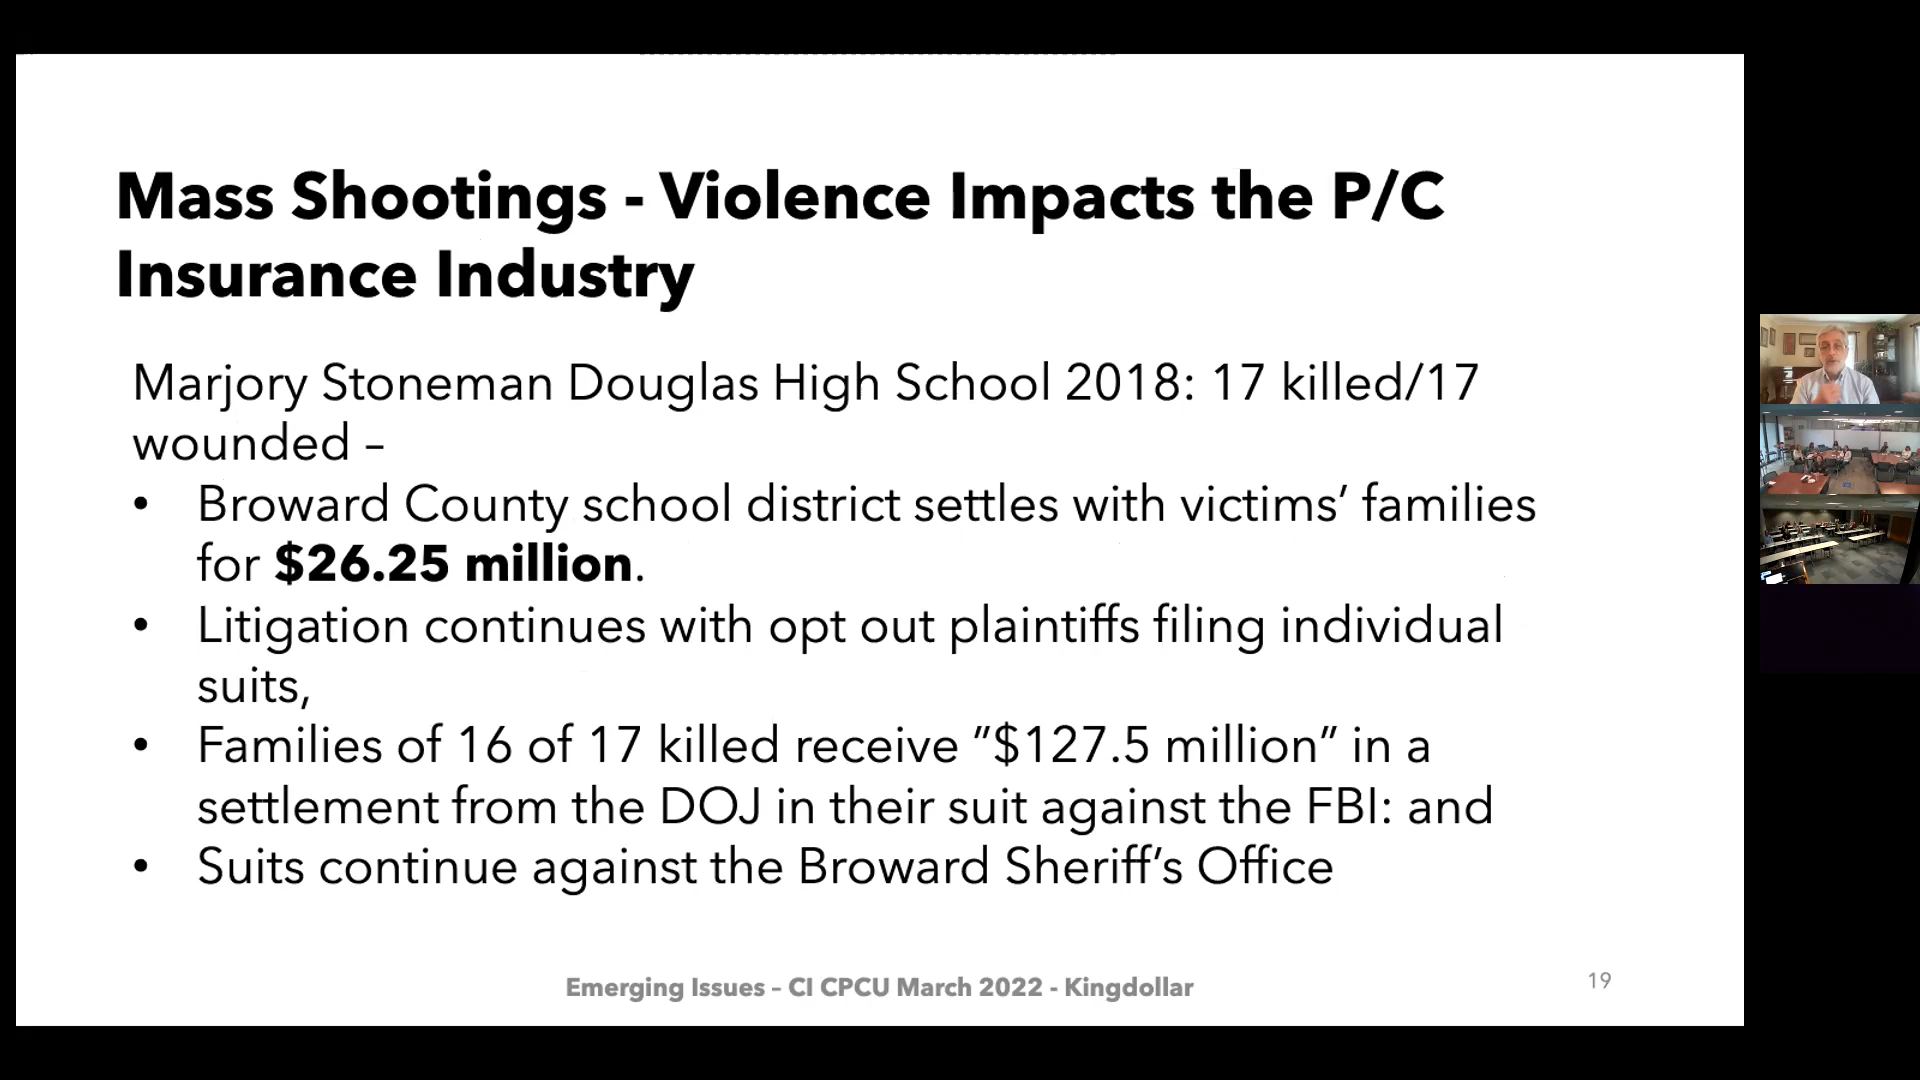 Mass Shootings - Violence Impacts the P/C
Insurance Industry
Marjory Stoneman Douglas High School 2018: 17 killed/17
wounded –
• Broward County school district settles with victims’ families
for $26.25 million.
• Litigation continues with opt out plaintiffs filing individual
suits,
• Families of 16 of 17 killed receive ”$127.5 million” in a
settlement from the DOJ in their suit against the FBI: and
• Suits continue against the Broward Sheriff’s Office
Emerging Issues – CI CPCU March 2022 - Kingdollar
19